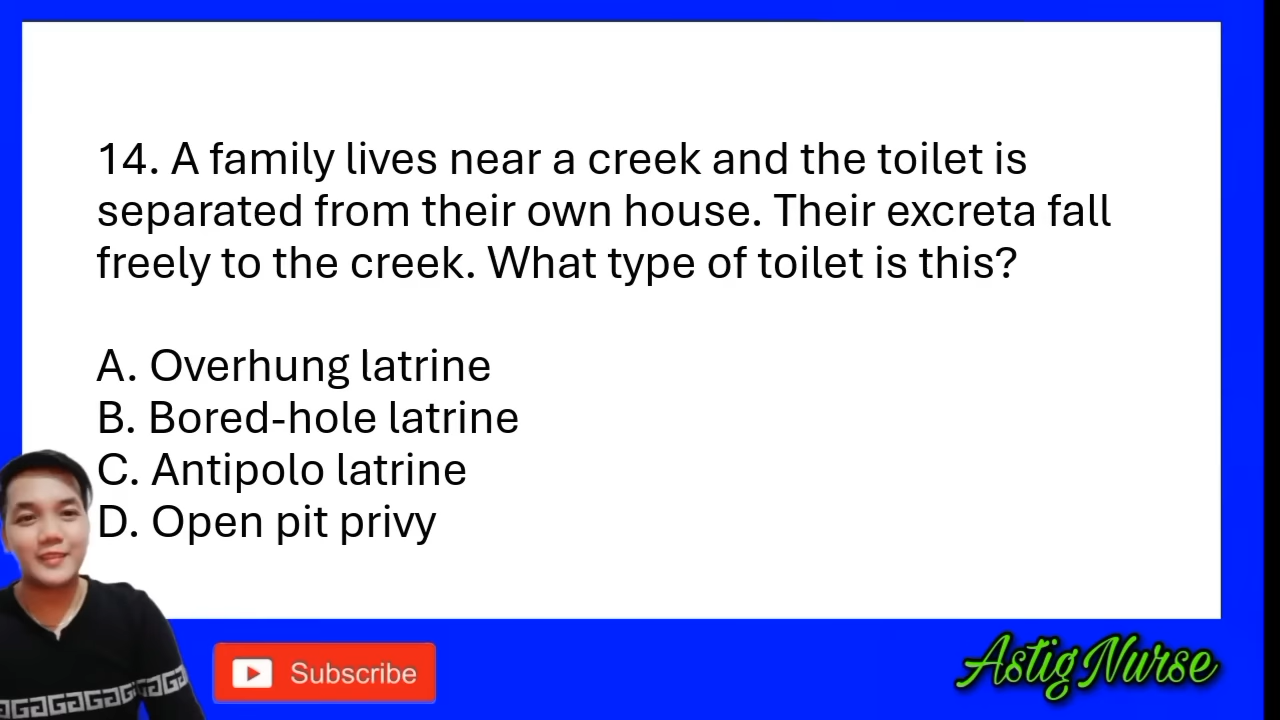 14. A family lives near a creek and the toilet is
separated from their own house. Their excreta fall
freely to the creek. What type of toilet is this?
A. Overhung latrine
B. Bored-hole latrine
C. Antipolo latrine
D. Open pit privy
Subscribe
Astig Nurse